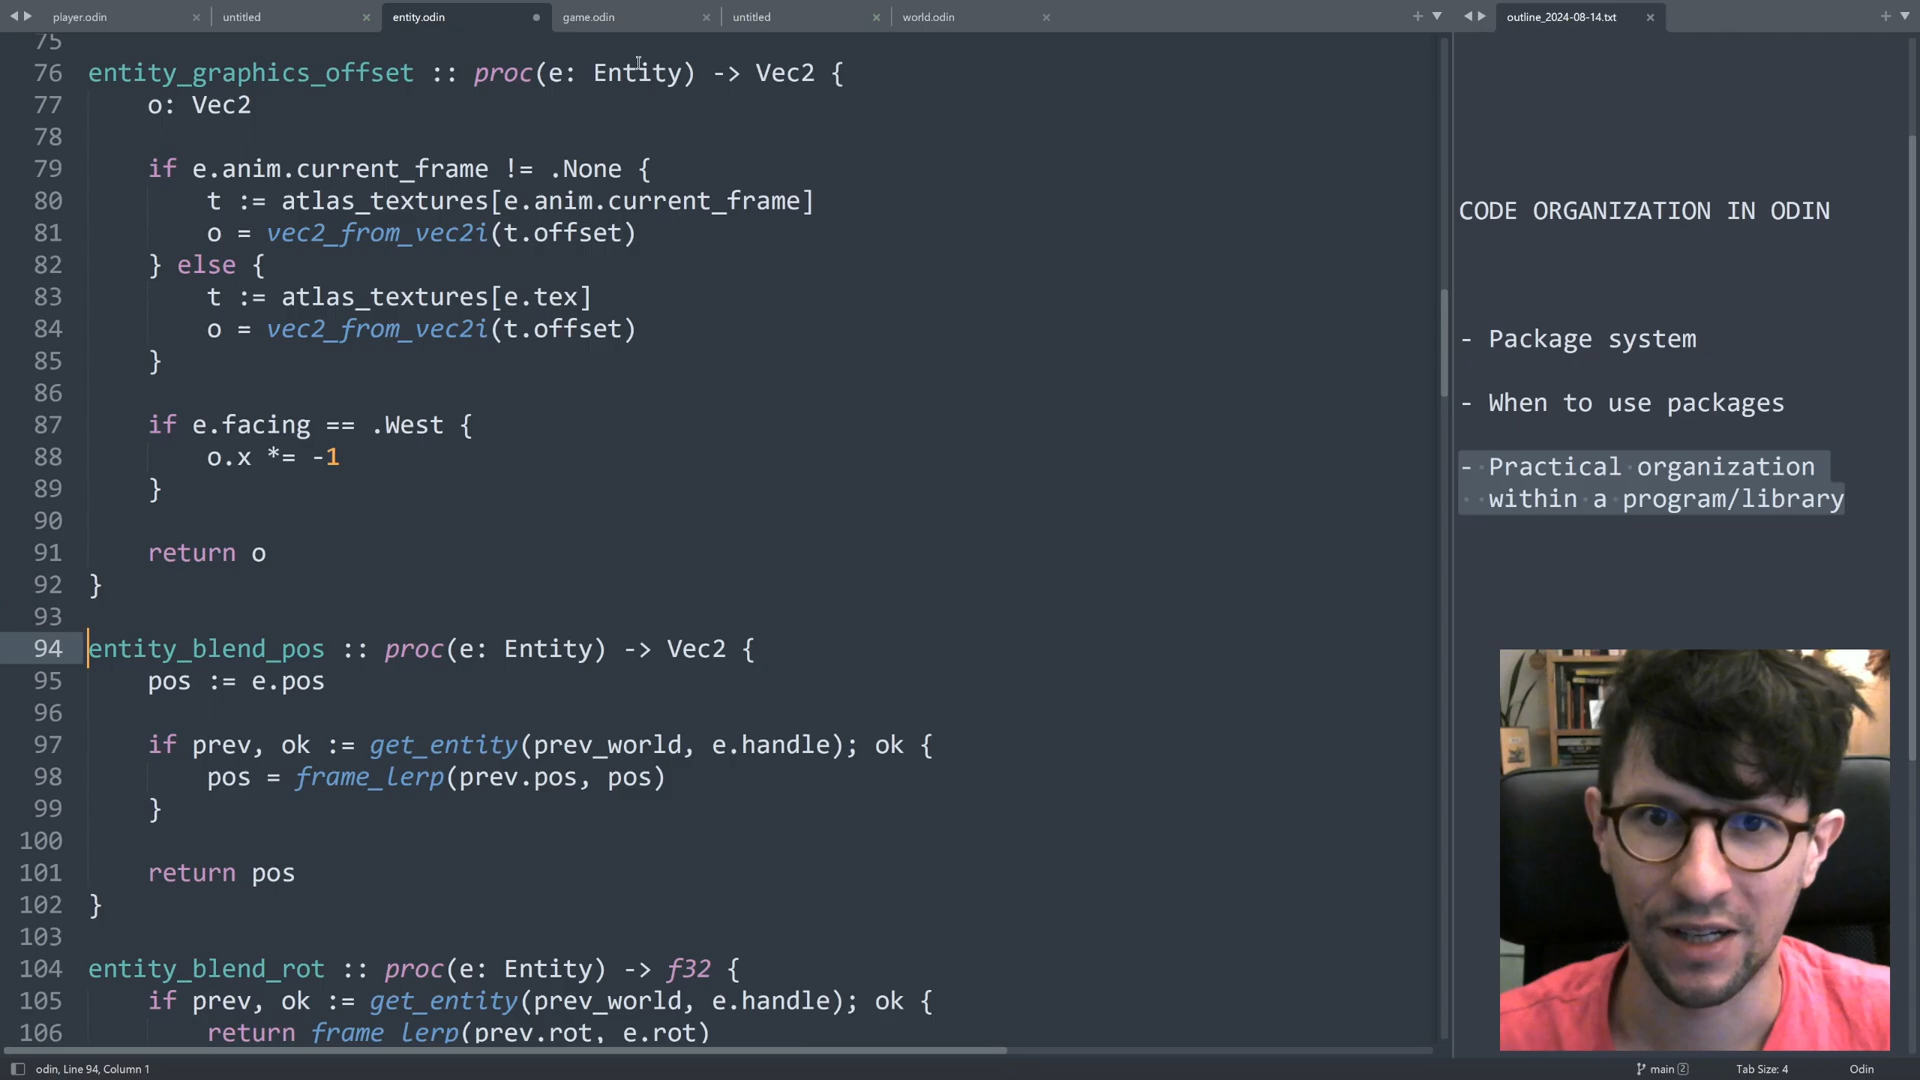 player.odin
untitled
entity.odin
game.odin
untitled
world.odin
outline_2024-08-14.txt
75
76 entity_graphics_offset :: proc(e: Entity) -> Vec2 {
77 o: Vec2
78
79 if e.anim.current_frame != .None {
80 t := atlas_textures[e.anim.current_frame]
81 o = vec2_from_vec2i(t.offset)
82 } else {
83 t := atlas_textures[e.tex]
84 o = vec2_from_vec2i(t.offset)
85 }
86
87 if e.facing == .West {
88 o.x *= -1
89 }
90
91 return o
92 }
93
94 entity_blend_pos :: proc(e: Entity) -> Vec2 {
95 pos := e.pos
96
97 if prev, ok := get_entity(prev_world, e.handle); ok {
98 pos = frame_lerp(prev.pos, pos)
99 }
100
101 return pos
102 }
103
104 entity_blend_rot :: proc(e: Entity) -> f32 {
105 if prev, ok := get_entity(prev_world, e.handle); ok {
106 return frame_lerp(prev.rot, e.rot)
CODE ORGANIZATION IN ODIN
- Package system
- When to use packages
- Practical organization
within a program/library
odin, Line 94, Column 1
main 2
Tab Size: 4
Odin